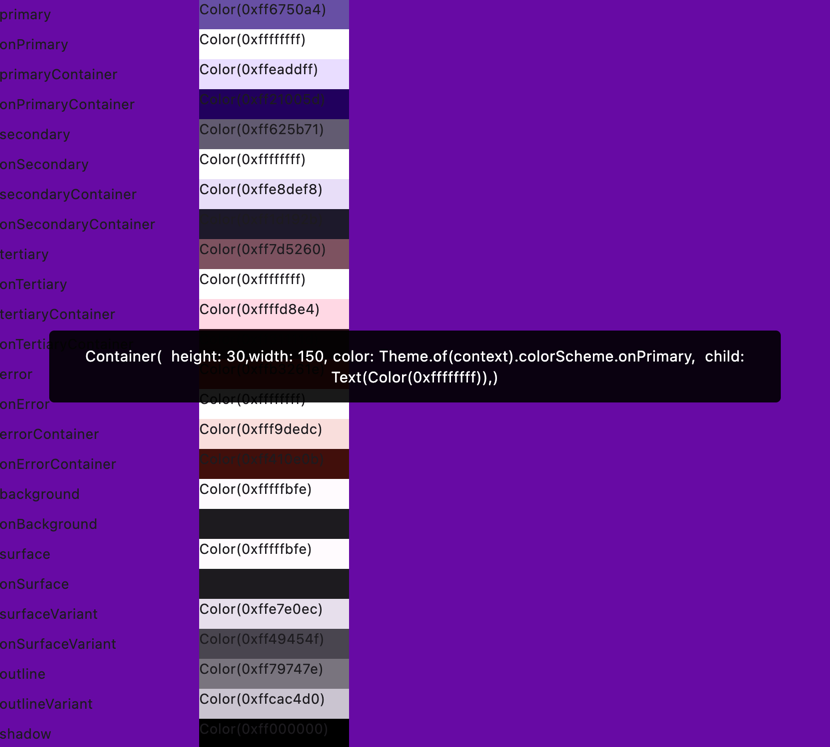 primary Color(0xff6750a4)
onPrimary Color(0xffffffff)
primaryContainer Color(0xffeaddff)
onPrimaryContainer Color(0xff21005d)
secondary Color(0xff625b71)
onSecondary Color(0xffffffff)
secondaryContainer Color(0xffe8def8)
onSecondaryContainer
tertiary Color(0xff7d5260)
onTertiary Color(0xffffffff)
tertiaryContainer Color(0xffffd8e4)
Container( height: 30,width: 150, color: Theme.of(context).colorScheme.onPrimary, child:
Text(Color(0xffffffff)),)
error
onError Color(0xffffffff)
errorContainer Color(0xfff9dedc)
onErrorContainer
background Color(0xfffffbfe)
onBackground
surface Color(0xfffffbfe)
onSurface
surfaceVariant Color(0xffe7e0ec)
onSurfaceVariant Color(0xff49454f)
outline Color(0xff79747e)
outlineVariant Color(0xffcac4d0)
shadow Color(0xff000000)